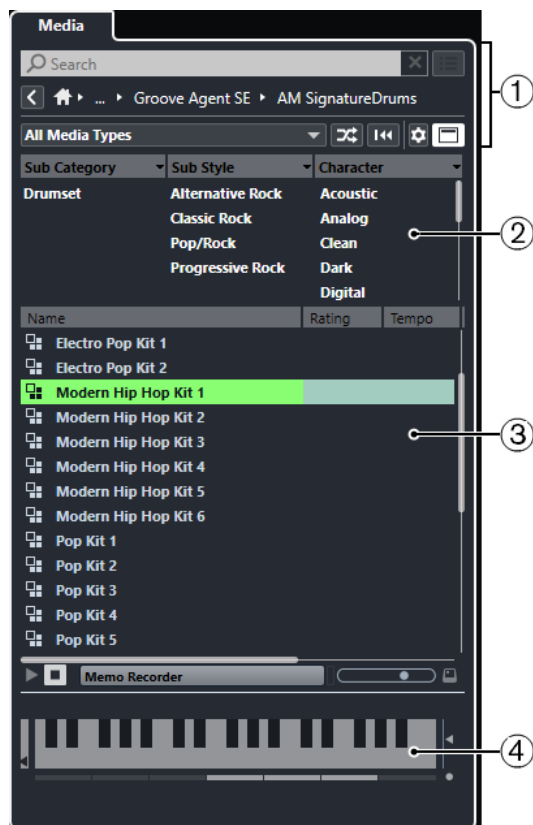 Media
Search
... Groove Agent SE AM SignatureDrums
All Media Types
Sub Category Sub Style Character
Drumset Alternative Rock Acoustic
Classic Rock Analog
Pop/Rock Clean
Progressive Rock Dark
Digital
Name Rating Tempo
Electro Pop Kit 1
Electro Pop Kit 2
Modern Hip Hop Kit 1
Modern Hip Hop Kit 2
Modern Hip Hop Kit 3
Modern Hip Hop Kit 4
Modern Hip Hop Kit 5
Modern Hip Hop Kit 6
Pop Kit 1
Pop Kit 2
Pop Kit 3
Pop Kit 4
Pop Kit 5
Memo Recorder
1
2
3
4